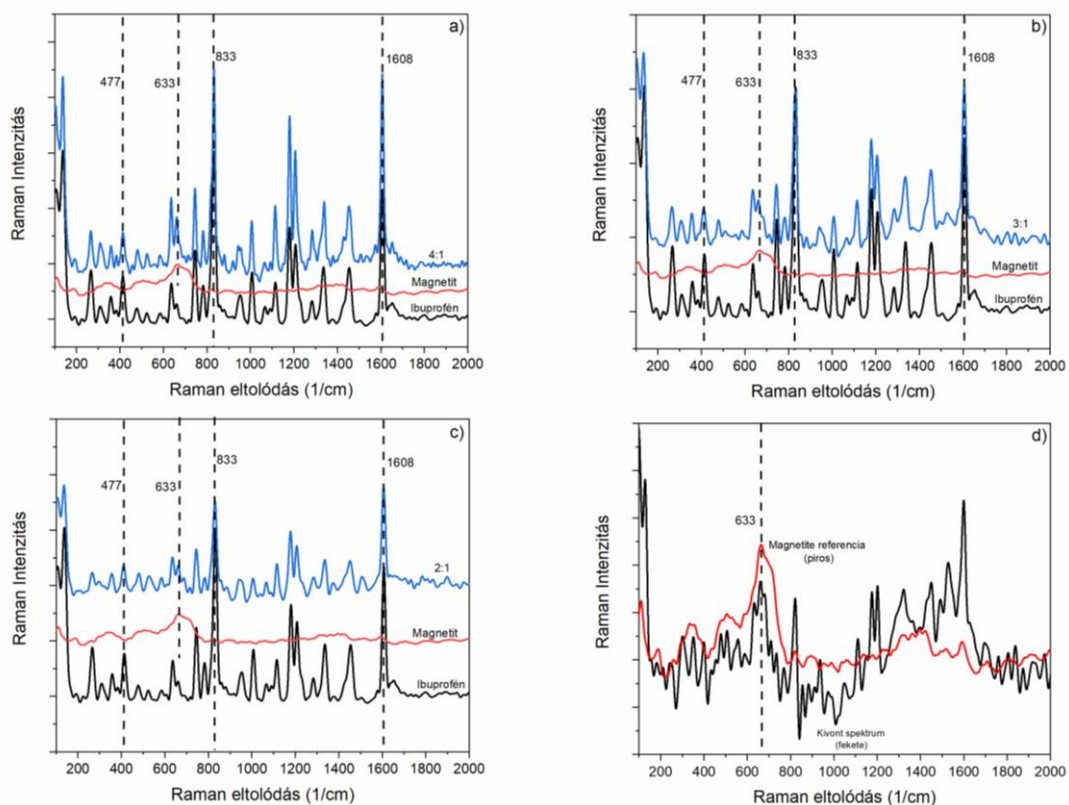 a)
833
477
633
1608
Raman Intenzitás
4:1
Magnetit
Ibuprofén
200 400 600 800 1000 1200 1400 1600 1800 2000
Raman eltolódás (1/cm)
b)
833
477
633
1608
Raman Intenzitás
3:1
Magnetit
Ibuprofén
200 400 600 800 1000 1200 1400 1600 1800 2000
Raman eltolódás (1/cm)
c)
833
1608
477
633
Raman Intenzitás
2:1
Magnetit
Ibuprofén
200 400 600 800 1000 1200 1400 1600 1800 2000
Raman eltolódás (1/cm)
d)
633
Magnetite referencia
(piros)
Raman Intenzitás
Kivont spektrum
(fekete)
200 400 600 800 1000 1200 1400 1600 1800 2000
Raman eltolódás (1/cm)